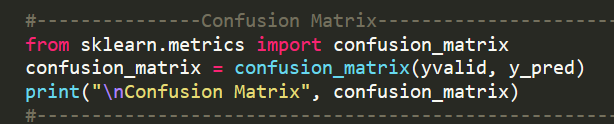 #---------------Confusion Matrix---------------------
from sklearn.metrics import confusion_matrix
confusion_matrix = confusion_matrix(yvalid, y_pred)
print("\nConfusion Matrix", confusion_matrix)
#----------------------------------------------------